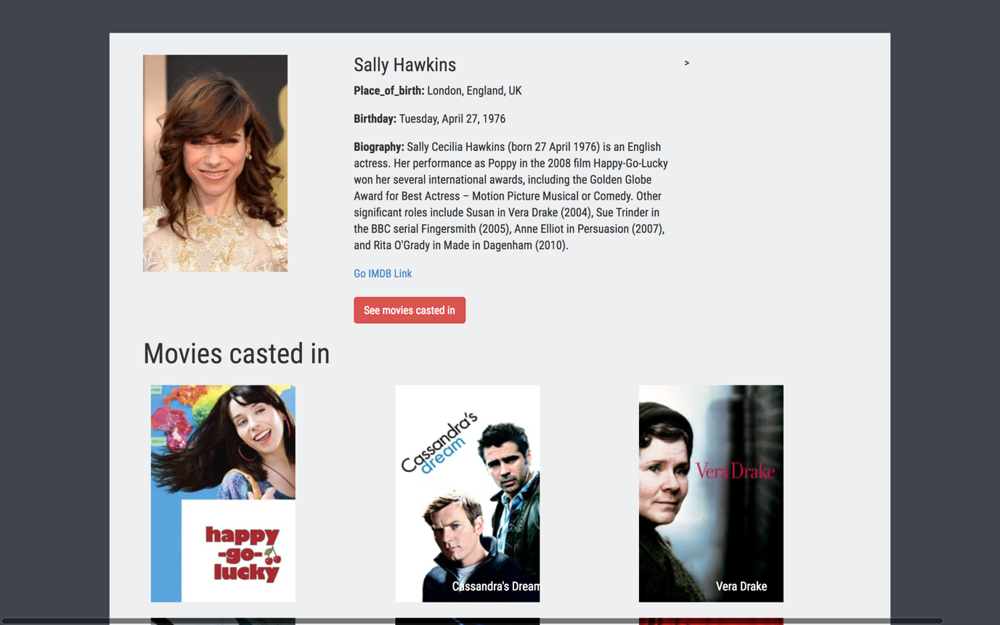 Sally Hawkins
>
Place_of_birth: London, England, UK
Birthday: Tuesday, April 27, 1976
Biography: Sally Cecilia Hawkins (born 27 April 1976) is an English
actress. Her performance as Poppy in the 2008 film Happy-Go-Lucky
won her several international awards, including the Golden Globe
Award for Best Actress – Motion Picture Musical or Comedy. Other
significant roles include Susan in Vera Drake (2004), Sue Trinder in
the BBC serial Fingersmith (2005), Anne Elliot in Persuasion (2007),
and Rita O'Grady in Made in Dagenham (2010).
Go IMDB Link
See movies casted in
Movies casted in
Africa
happy
-go-
lucky
Cassandra's
dream
Cassandra's Dream
Vera Drake
Vera Drake